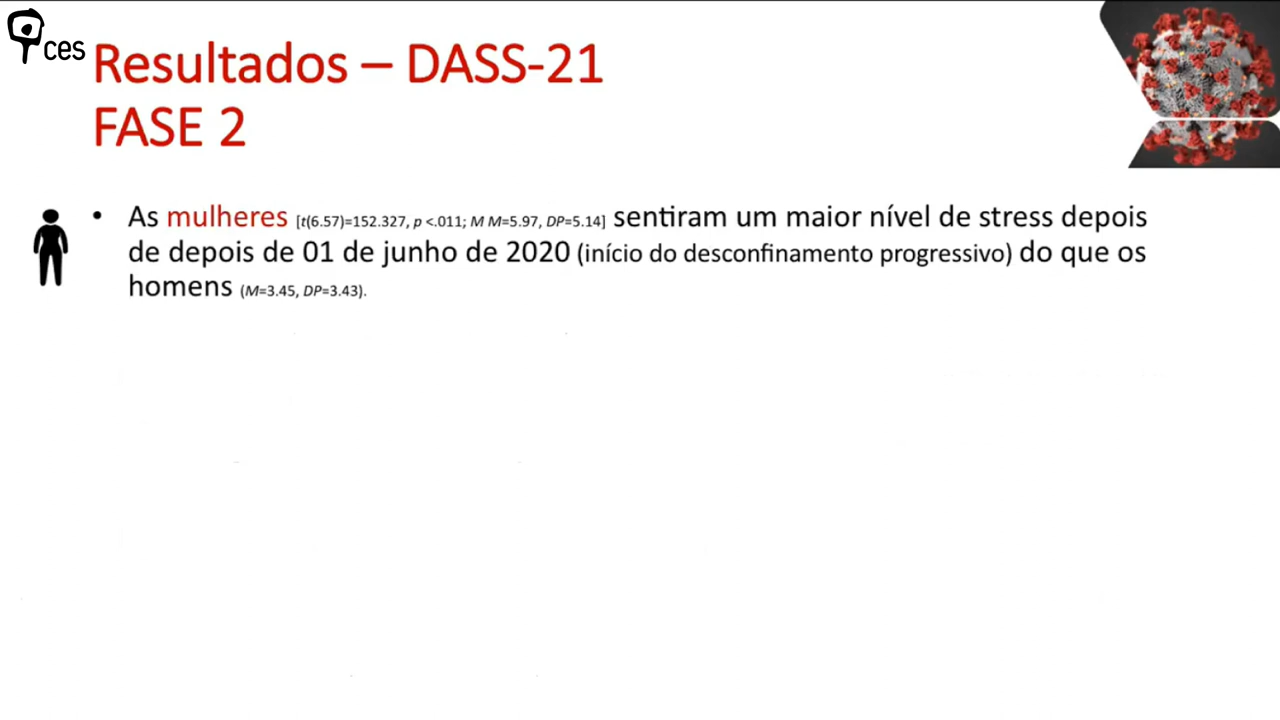 ces
Resultados – DASS-21
FASE 2
• As mulheres [t(6.57)=152.327, p <.011; M M=5.97, DP=5.14] sentiram um maior nível de stress depois
de depois de 01 de junho de 2020 (início do desconfinamento progressivo) do que os
homens (M=3.45, DP=3.43).